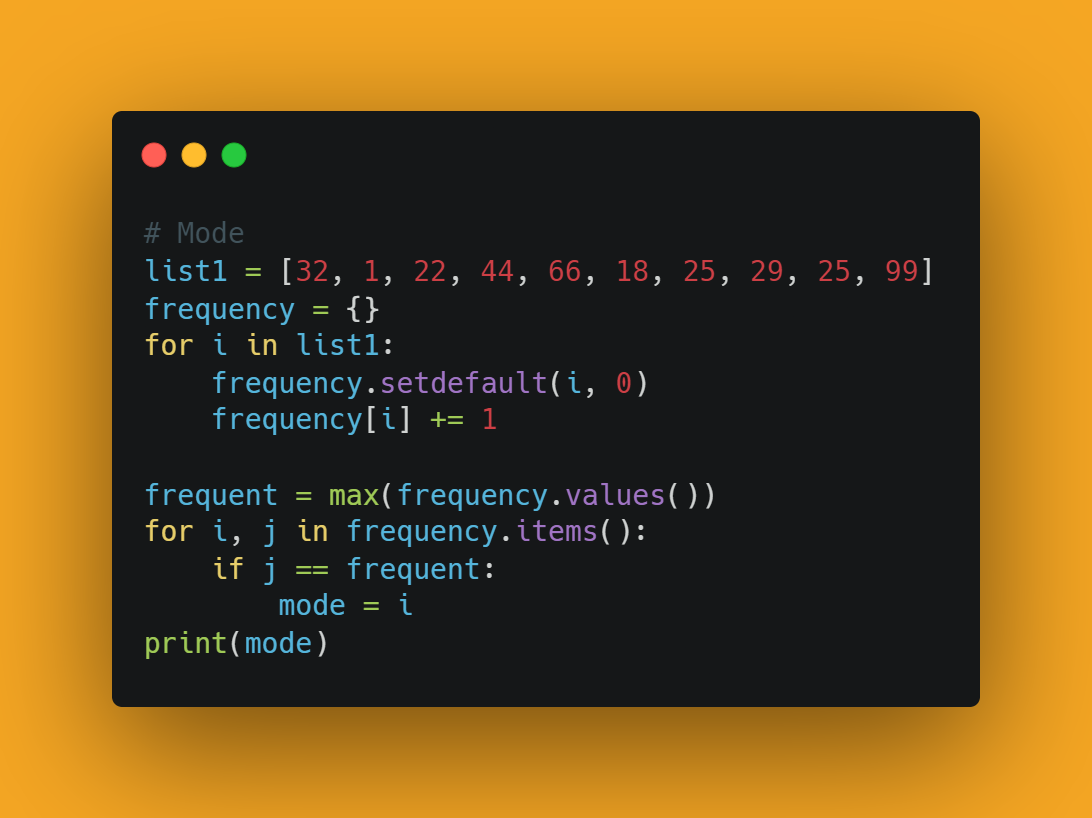 # Mode
list1 = [32, 1, 22, 44, 66, 18, 25, 29, 25, 99]
frequency = {}
for i in list1:
    frequency.setdefault(i, 0)
    frequency[i] += 1

frequent = max(frequency.values())
for i, j in frequency.items():
    if j == frequent:
        mode = i
print(mode)